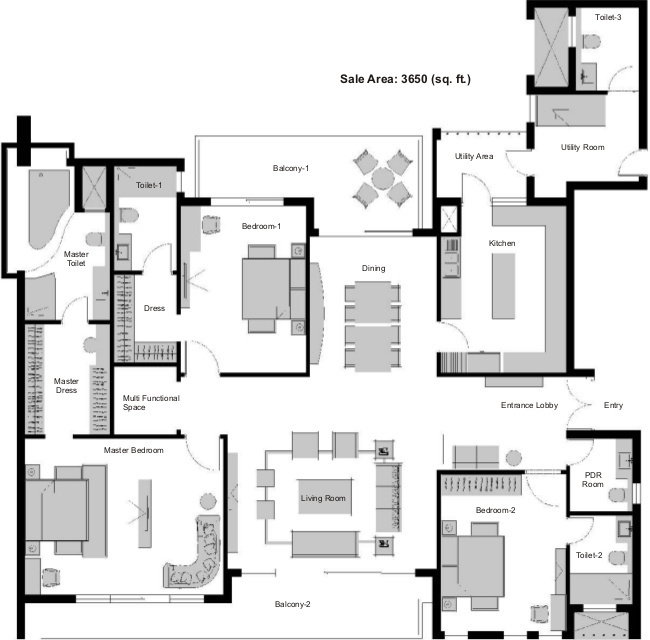 Toilet-3
Sale Area: 3650 (sq. ft.)
Utility Room
Utility Area
Balcony-1
Toilet-1
Bedroom-1
Master
Toilet
Kitchen
Dining
Dress
Master
Dress
Multi Functional
Space
Entrance Lobby
Entry
Master Bedroom
PDR
Room
Living Room
Bedroom-2
Toilet-2
Balcony-2